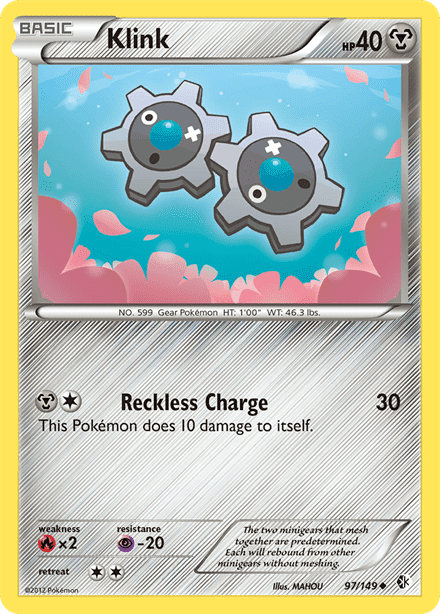 BASIC
Klink
HP40
NO. 599 Gear Pokémon HT: 1'00" WT: 46.3 lbs.
Reckless Charge 30
This Pokémon does 10 damage to itself.
weakness
×2
resistance
-20
retreat
The two minigears that mesh
together are predetermined.
Each will rebound from other
minigears without meshing.
©2012 Pokémon
Illus. MAHOU
97/149